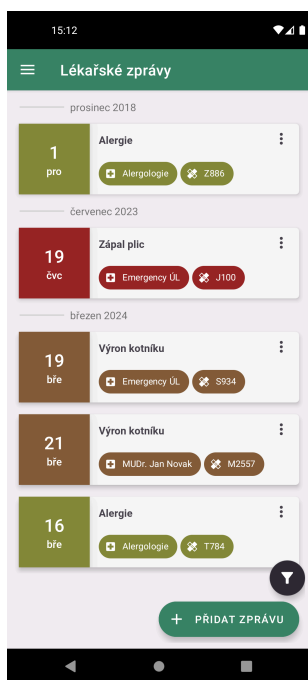 15:12
Lékařské zprávy
prosinec 2018
1
pro
Alergie
Alergologie
Z886
červenec 2023
19
čvc
Zápal plic
Emergency ÚL
J100
březen 2024
19
bře
Výron kotníku
Emergency ÚL
S934
21
bře
Výron kotníku
MUDr. Jan Novak
M2557
16
bře
Alergie
Alergologie
T784
PŘIDAT ZPRÁVU